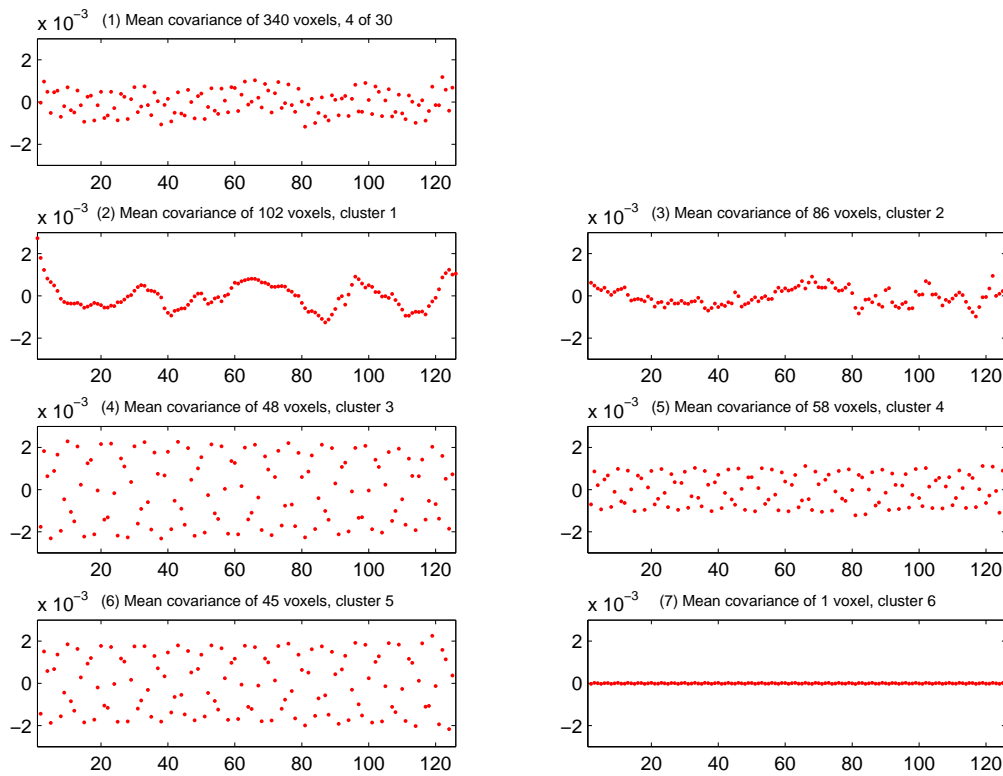 x 10⁻³ (1) Mean covariance of 340 voxels, 4 of 30
2
0
−2
20 40 60 80 100 120
x 10⁻³ (2) Mean covariance of 102 voxels, cluster 1
2
0
−2
20 40 60 80 100 120
x 10⁻³ (3) Mean covariance of 86 voxels, cluster 2
2
0
−2
20 40 60 80 100 120
x 10⁻³ (4) Mean covariance of 48 voxels, cluster 3
2
0
−2
20 40 60 80 100 120
x 10⁻³ (5) Mean covariance of 58 voxels, cluster 4
2
0
−2
20 40 60 80 100 120
x 10⁻³ (6) Mean covariance of 45 voxels, cluster 5
2
0
−2
20 40 60 80 100 120
x 10⁻³ (7) Mean covariance of 1 voxel, cluster 6
2
0
−2
20 40 60 80 100 120